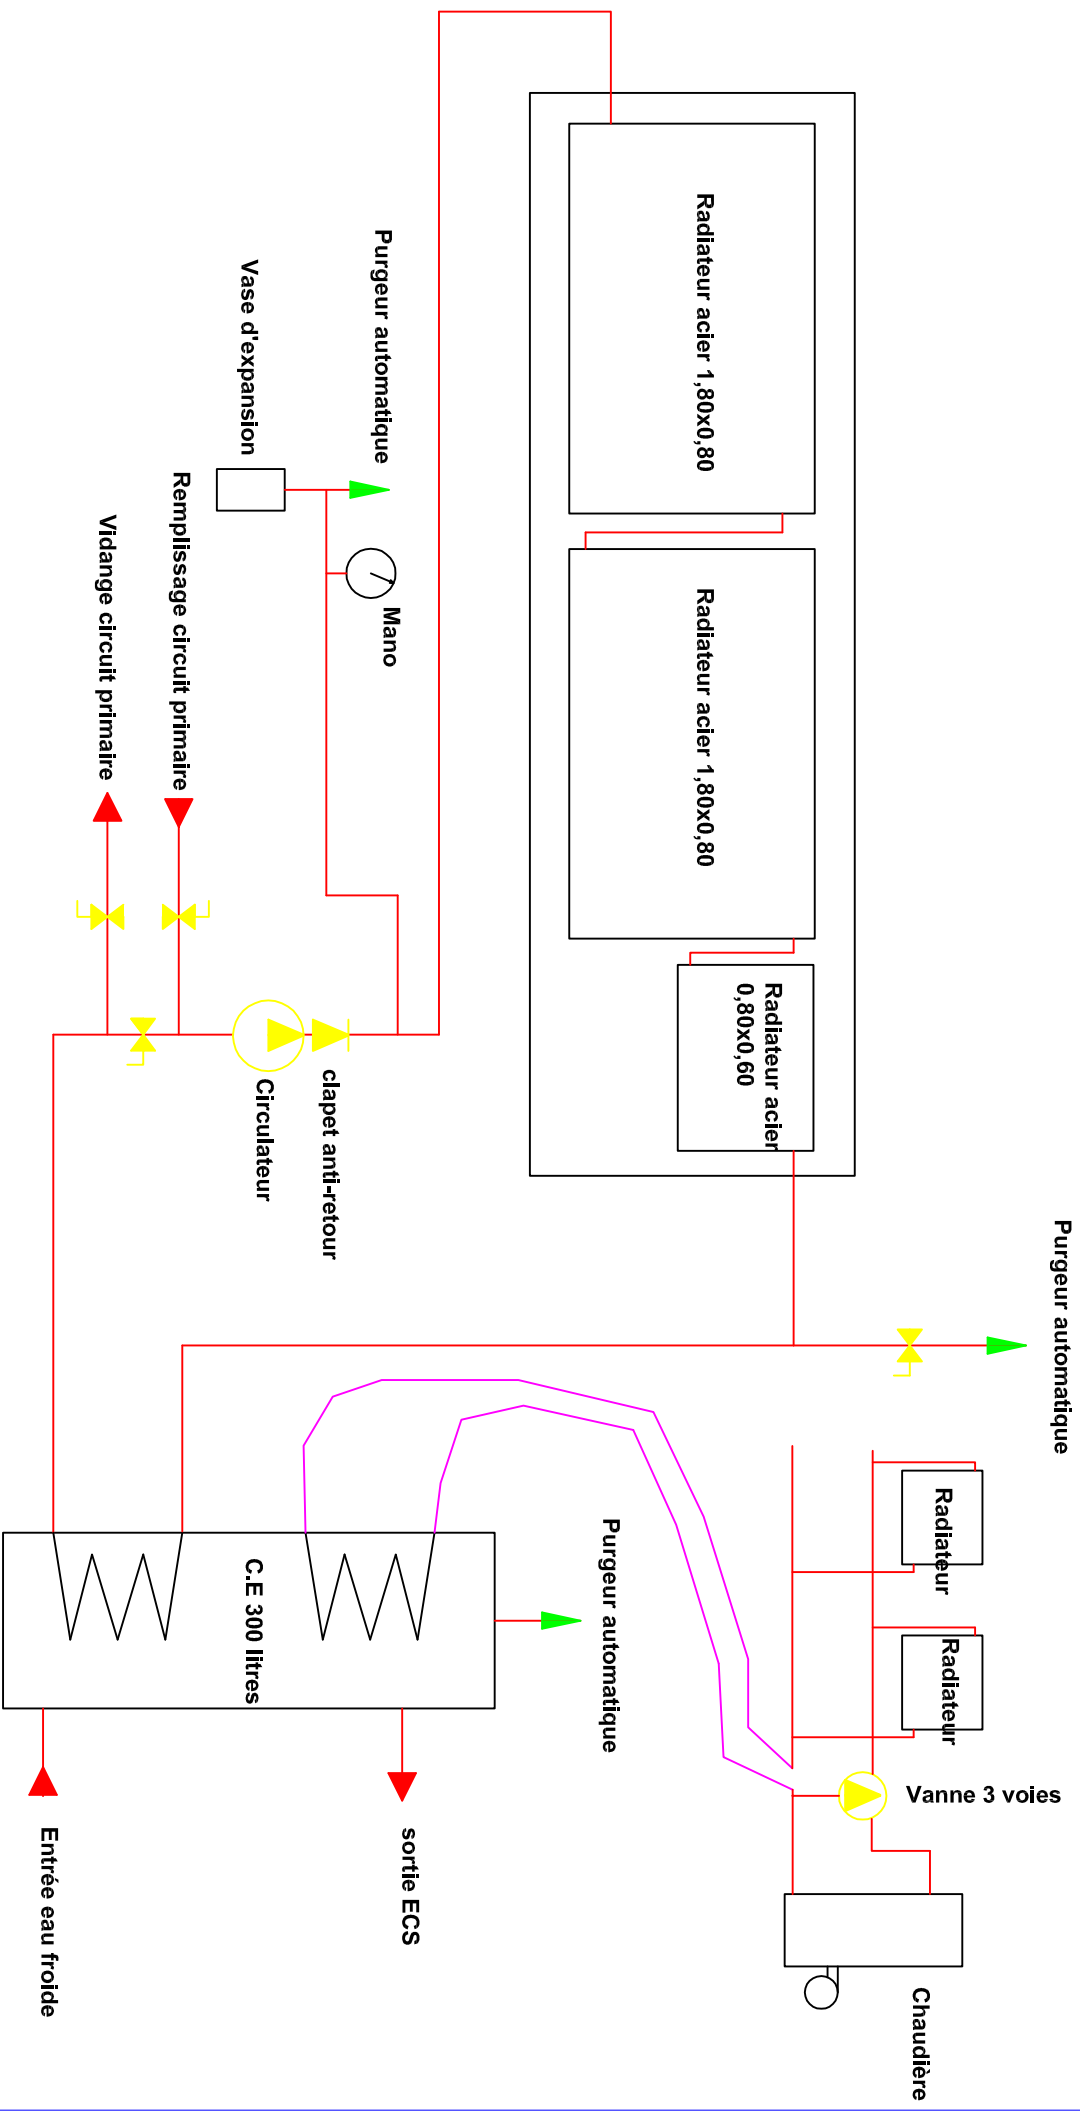 Radiateur acier 1,80x0,80
Radiateur acier 1,80x0,80
Radiateur acier
0,80x0,60
Purgeur automatique
Vase d'expansion
Mano
Remplissage circuit primaire
Vidange circuit primaire
clapet anti-retour
Circulateur
Purgeur automatique
Radiateur
Radiateur
Vanne 3 voies
Chaudière
Purgeur automatique
C.E 300 litres
sortie ECS
Entrée eau froide